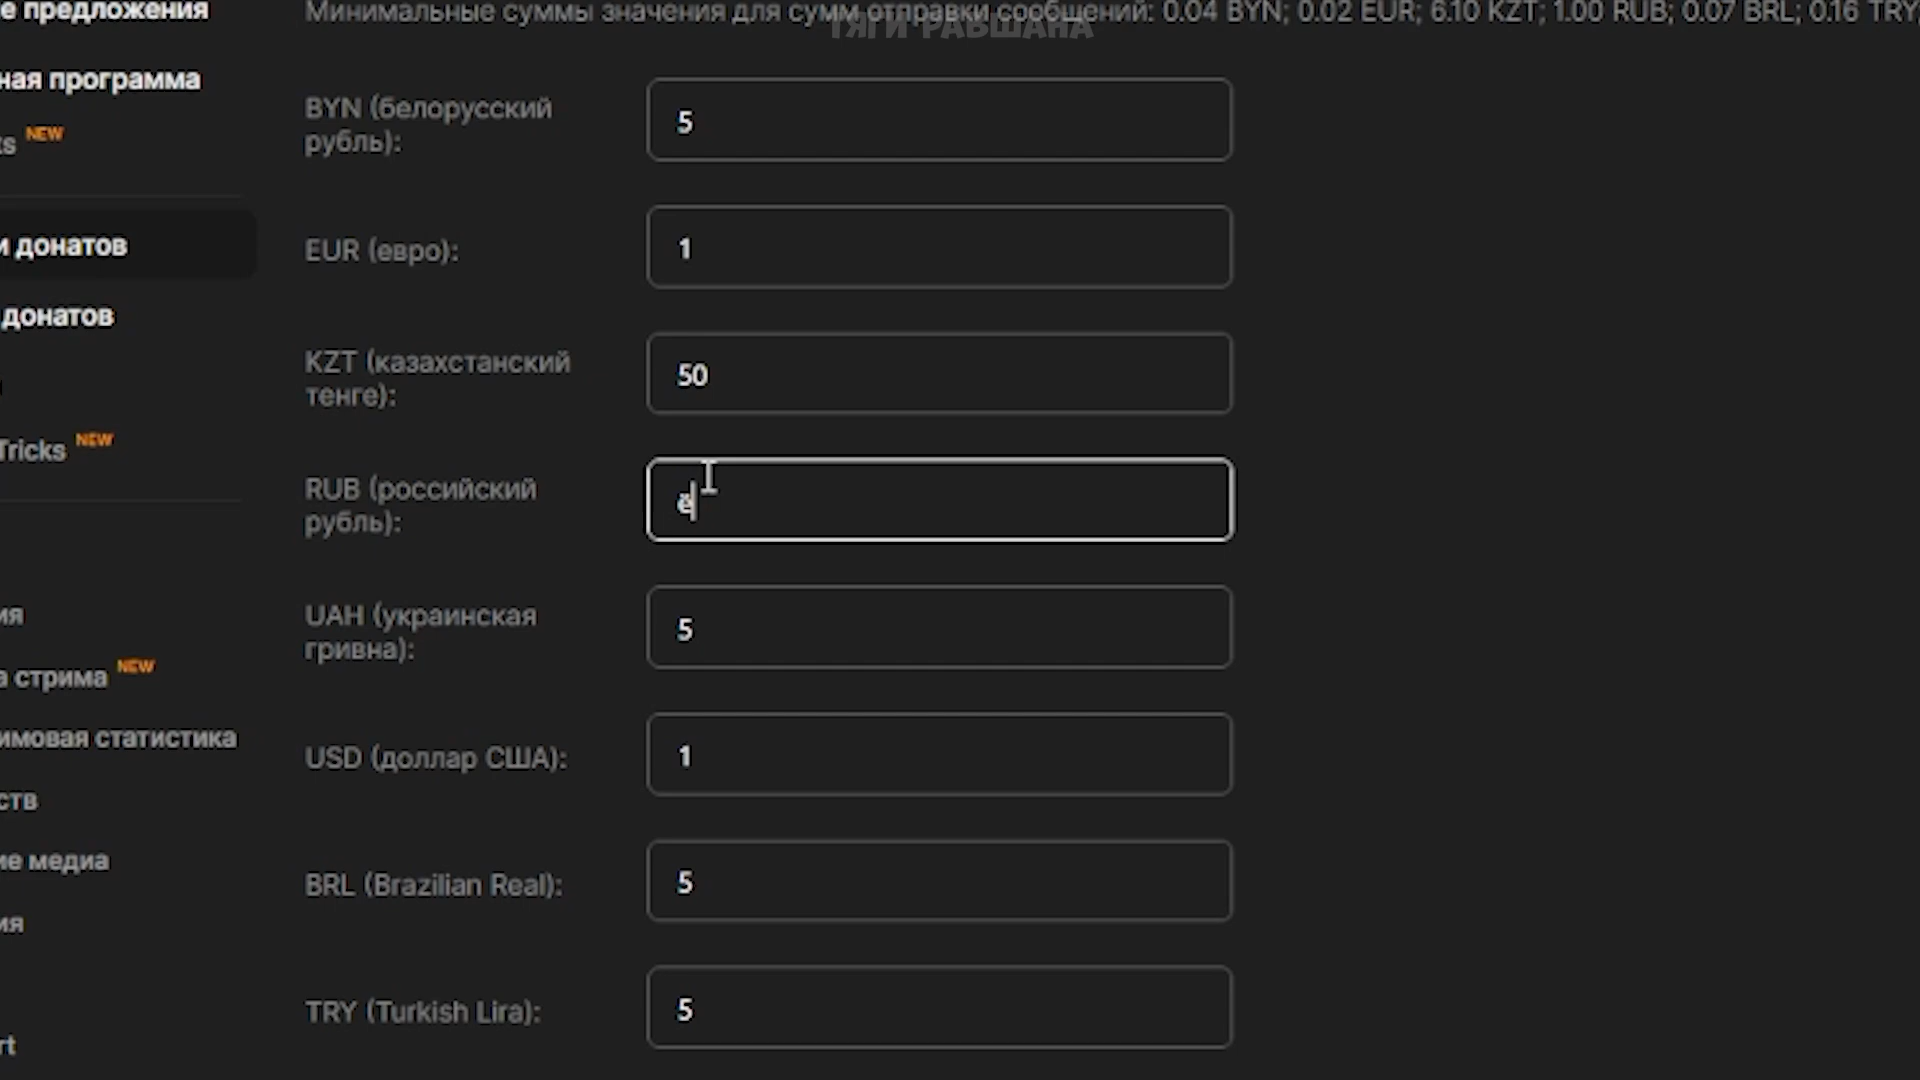 е предложения
Минимальные суммы значения для сумм отправки сообщений: 0.04 BYN; 0.02 EUR; 6.10 KZT; 1.00 RUB; 0.07 BRL; 0.16 TRY
ТЯГИ РАВШАНА
ная программа
BYN (белорусский
рубль):
5
ts NEW
и донатов
EUR (евро):
1
донатов
KZT (казахстанский
тенге):
50
Tricks NEW
RUB (российский
рубль):
ё
ия
UAH (украинская
гривна):
5
а стрима NEW
имовая статистика
USD (доллар США):
1
ств
ие медиа
BRL (Brazilian Real):
5
ия
TRY (Turkish Lira):
5
rt